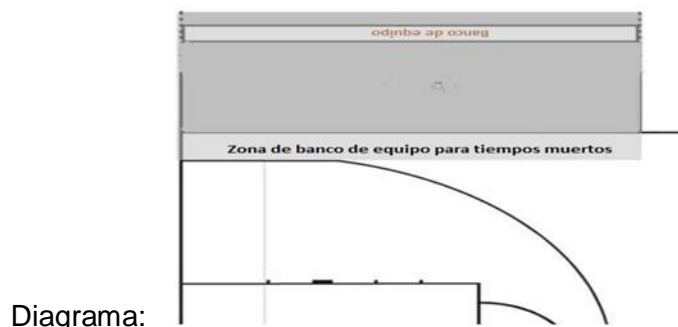 Banco de equipo
Zona de banco de equipo para tiempos muertos
Diagrama: